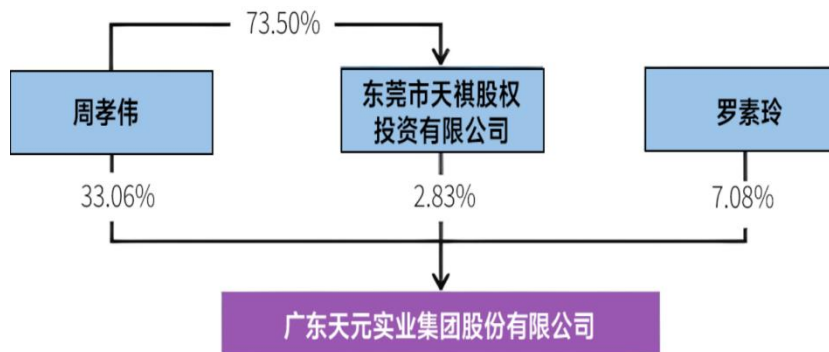 73.50%
周孝伟
东莞市天祺股权
投资有限公司
罗素玲
33.06%
2.83%
7.08%
广东天元实业集团股份有限公司